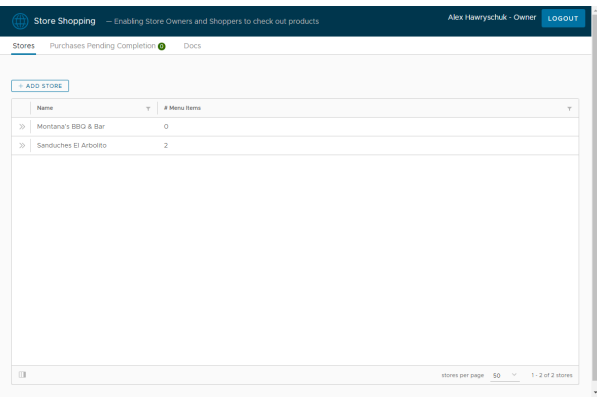 Store Shopping — Enabling Store Owners and Shoppers to check out products Alex Hawryschuk - Owner LOGOUT
Stores Purchases Pending Completion 0 Docs
+ ADD STORE
Name # Menu Items
Montana's BBQ & Bar 0
Sanduches El Arbolito 2
stores per page 50 1 - 2 of 2 stores